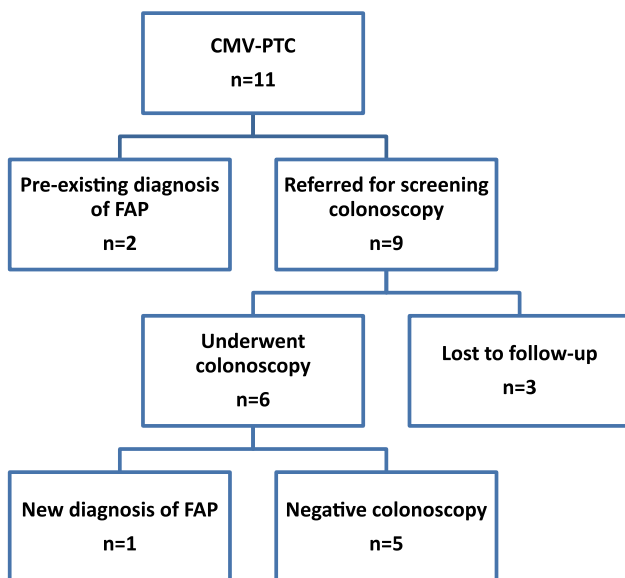 CMV-PTC
n=11
Pre-existing diagnosis
of FAP
n=2
Referred for screening
colonoscopy
n=9
Underwent
colonoscopy
n=6
Lost to follow-up
n=3
New diagnosis of FAP
n=1
Negative colonoscopy
n=5